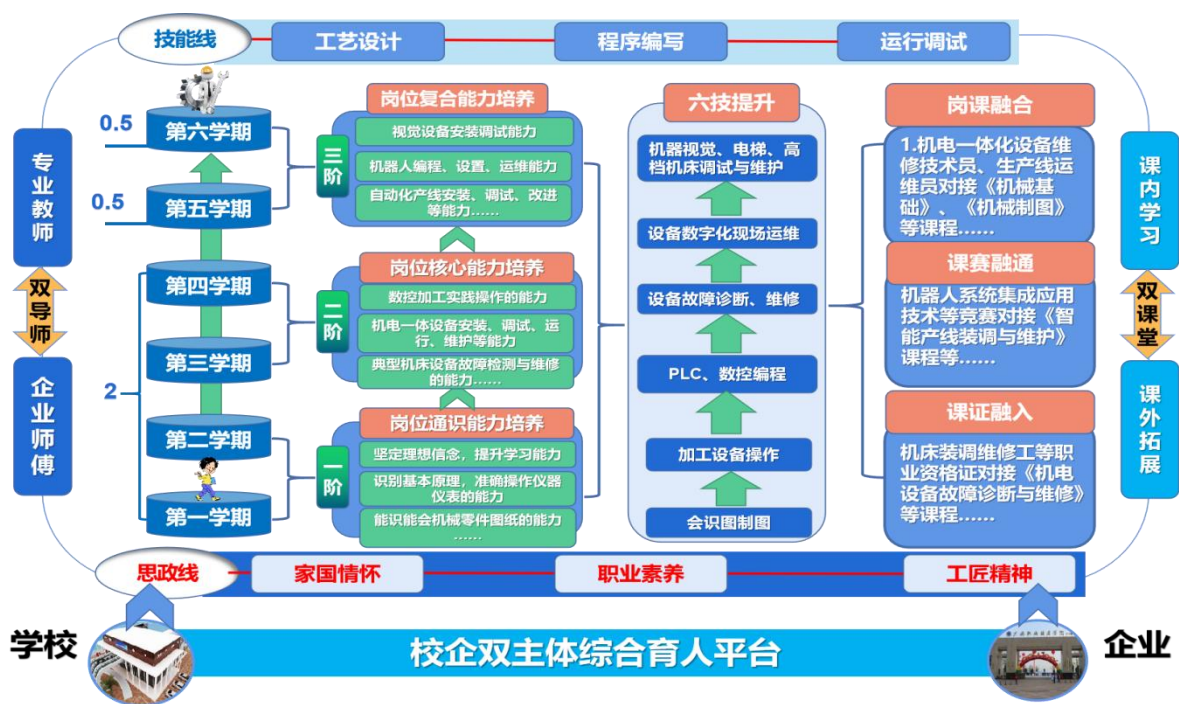 技能线
工艺设计
程序编写
运行调试
专业教师
双导师
企业师傅
0.5
0.5
2
第六学期
第五学期
第四学期
第三学期
第二学期
第一学期
三阶
岗位复合能力培养
视觉设备安装调试能力
机器人编程、设置、运维能力
自动化产线安装、调试、改进
等能力……
二阶
岗位核心能力培养
数控加工实践操作的能力
机电一体设备安装、调试、运
行、维护等能力
典型机床设备故障检测与维修
的能力……
一阶
岗位通识能力培养
坚定理想信念，提升学习能力
识别基本原理，准确操作仪器
仪表的能力
能识能会机械零件图纸的能力
……
六技提升
机器视觉、电梯、高
档机床调试与维护
设备数字化现场运维
设备故障诊断、维修
PLC、数控编程
加工设备操作
会识图制图
岗课融合
1.机电一体化设备维
修技术员、生产线运
维员对接《机械基
础》、《机械制图》
等课程……
课赛融通
机器人系统集成应用
技术等竞赛对接《智
能产线装调与维护》
课程等……
课证融入
机床装调维修工等职
业资格证对接《机电
设备故障诊断与维修》
等课程……
课内学习
双课堂
课外拓展
思政线
家国情怀
职业素养
工匠精神
学校
校企双主体综合育人平台
企业